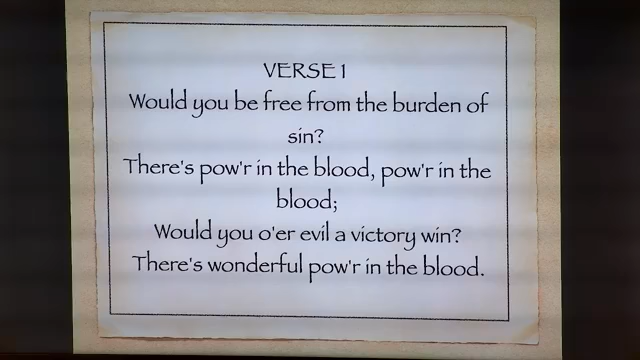 VERSE 1
Would you be free from the burden of
sin?
There's pow'r in the blood, pow'r in the
blood;
Would you o'er evil a victory win?
There's wonderful pow'r in the blood.